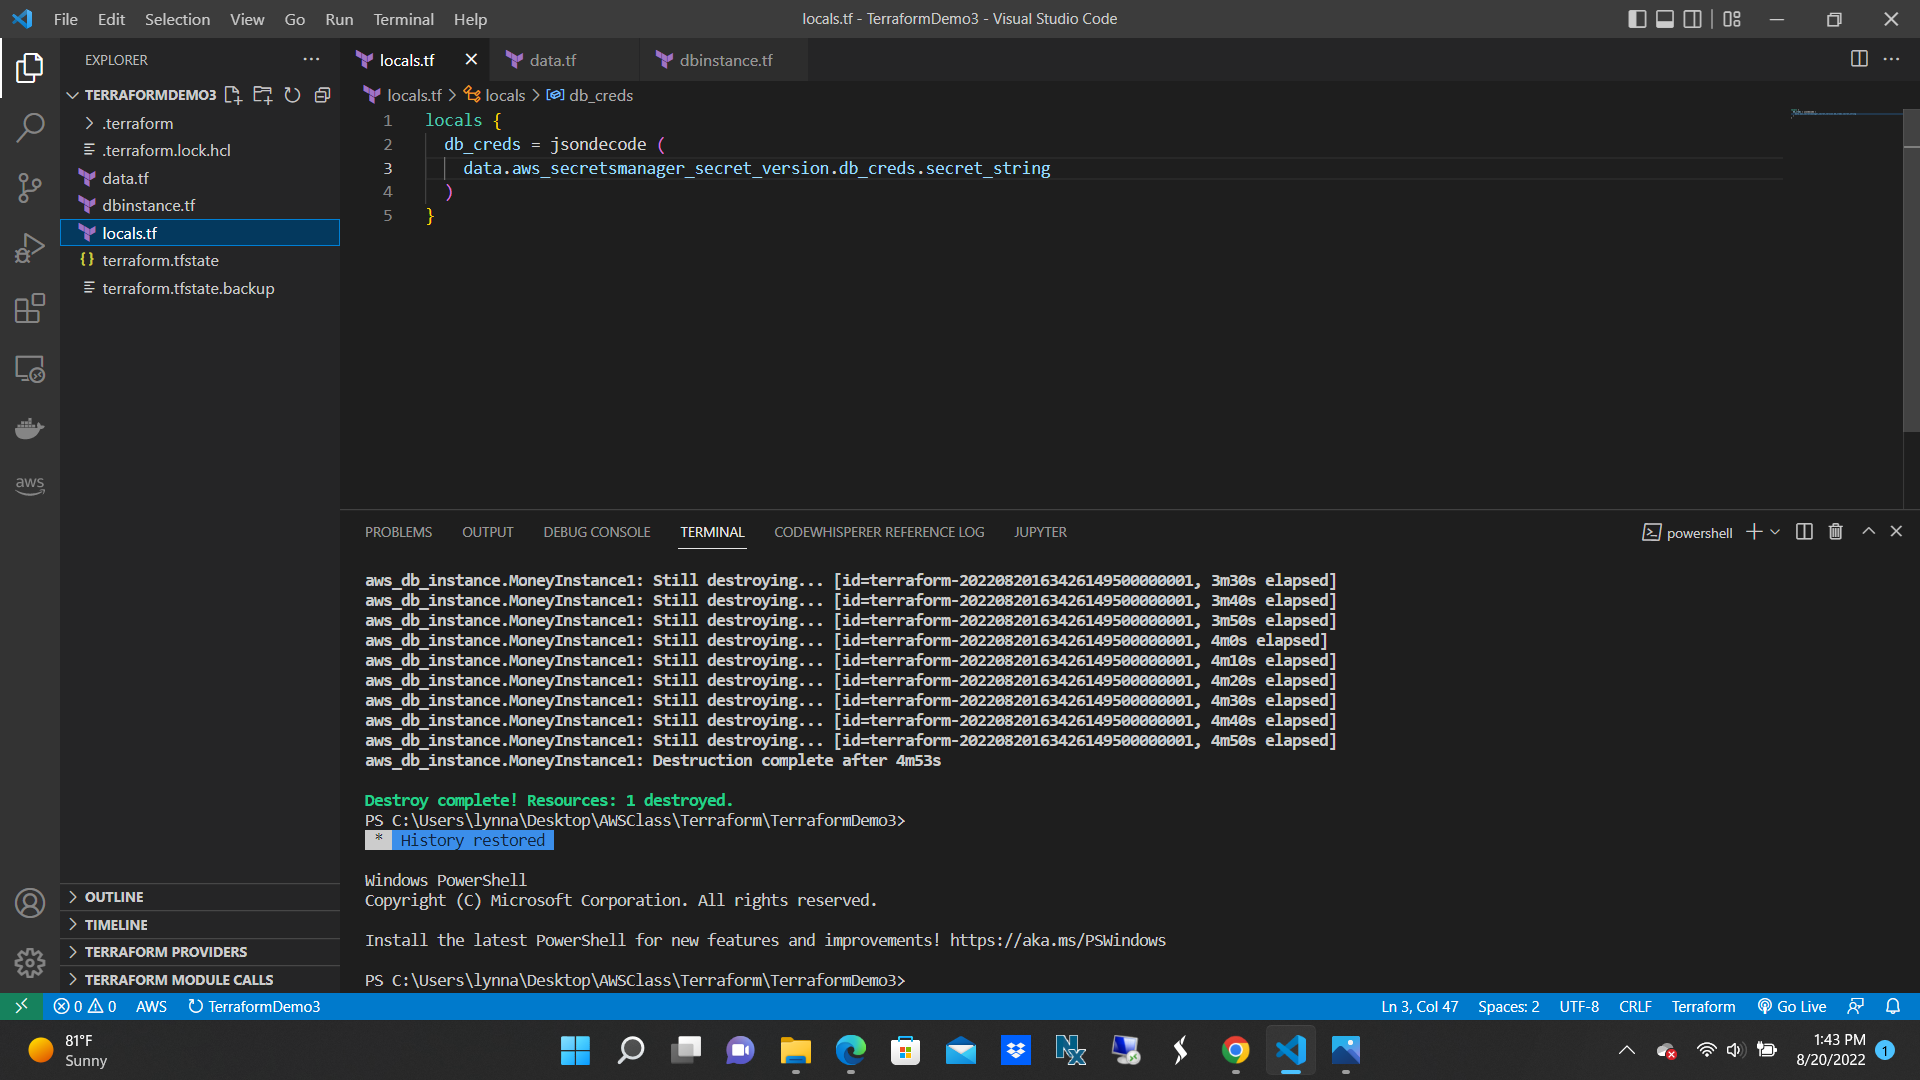 File Edit Selection View Go Run Terminal Help
locals.tf - TerraformDemo3 - Visual Studio Code
EXPLORER
TERRAFORMDEMO3
.terraform
.terraform.lock.hcl
data.tf
dbinstance.tf
locals.tf
terraform.tfstate
terraform.tfstate.backup
aws
OUTLINE
TIMELINE
TERRAFORM PROVIDERS
TERRAFORM MODULE CALLS
locals.tf data.tf dbinstance.tf
locals.tf > locals > db_creds
1 locals {
2 db_creds = jsondecode (
3 data.aws_secretsmanager_secret_version.db_creds.secret_string
4 )
5 }
PROBLEMS OUTPUT DEBUG CONSOLE TERMINAL CODEWHISPERER REFERENCE LOG JUPYTER
powershell
aws_db_instance.MoneyInstance1: Still destroying... [id=terraform-20220820163426149500000001, 3m30s elapsed]
aws_db_instance.MoneyInstance1: Still destroying... [id=terraform-20220820163426149500000001, 3m40s elapsed]
aws_db_instance.MoneyInstance1: Still destroying... [id=terraform-20220820163426149500000001, 3m50s elapsed]
aws_db_instance.MoneyInstance1: Still destroying... [id=terraform-20220820163426149500000001, 4m0s elapsed]
aws_db_instance.MoneyInstance1: Still destroying... [id=terraform-20220820163426149500000001, 4m10s elapsed]
aws_db_instance.MoneyInstance1: Still destroying... [id=terraform-20220820163426149500000001, 4m20s elapsed]
aws_db_instance.MoneyInstance1: Still destroying... [id=terraform-20220820163426149500000001, 4m30s elapsed]
aws_db_instance.MoneyInstance1: Still destroying... [id=terraform-20220820163426149500000001, 4m40s elapsed]
aws_db_instance.MoneyInstance1: Still destroying... [id=terraform-20220820163426149500000001, 4m50s elapsed]
aws_db_instance.MoneyInstance1: Destruction complete after 4m53s
Destroy complete! Resources: 1 destroyed.
PS C:\Users\lynna\Desktop\AWSClass\Terraform\TerraformDemo3>
* History restored
Windows PowerShell
Copyright (C) Microsoft Corporation. All rights reserved.
Install the latest PowerShell for new features and improvements! https://aka.ms/PSWindows
PS C:\Users\lynna\Desktop\AWSClass\Terraform\TerraformDemo3>
0 0 AWS TerraformDemo3
Ln 3, Col 47 Spaces: 2 UTF-8 CRLF Terraform Go Live
81°F
Sunny
1:43 PM
8/20/2022
1